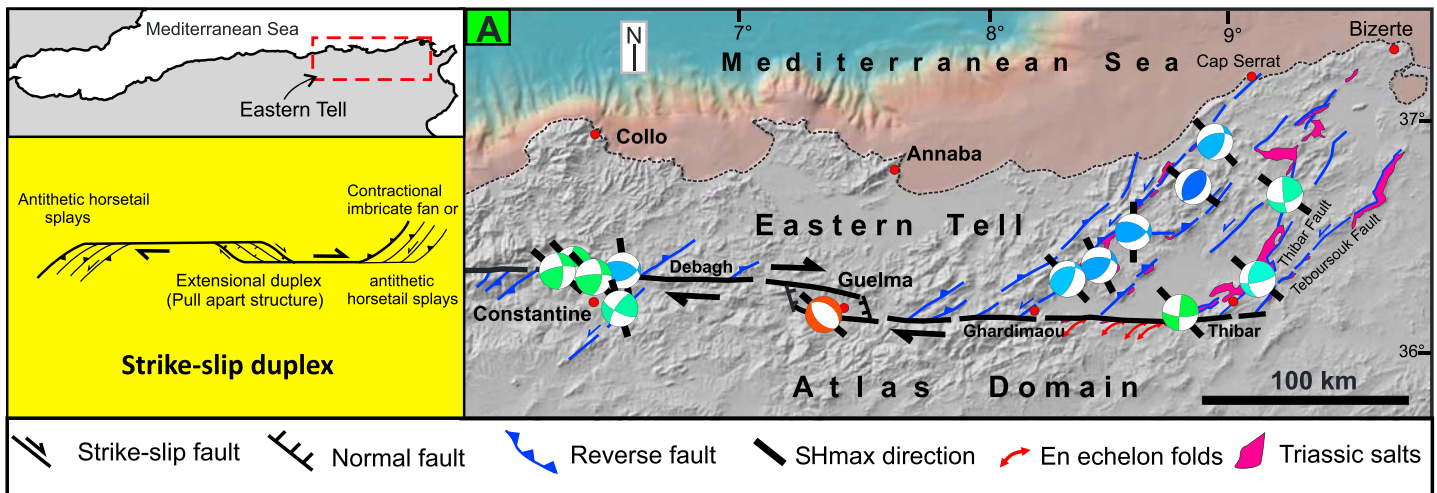 Mediterranean Sea
Eastern Tell
Antithetic horsetail
splays
Contractional
imbricate fan or
Extensional duplex
(Pull apart structure)
antithetic
horsetail splays
Strike-slip duplex
A
7°
8°
9°
N
Mediterranean Sea
Bizerte
Cap Serrat
37°
Collo
Annaba
Eastern Tell
Thibar Fault
Teboursouk Fault
Debagh
Guelma
Constantine
Ghardimaou
Thibar
36°
Atlas Domain
100 km
Strike-slip fault
Normal fault
Reverse fault
SHmax direction
En echelon folds
Triassic salts